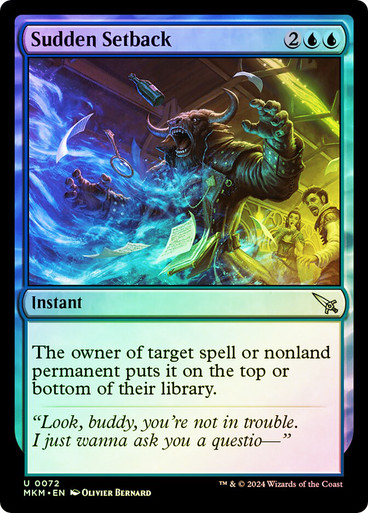 Sudden Setback 2
Instant
The owner of target spell or nonland
permanent puts it on the top or
bottom of their library.
“Look, buddy, you’re not in trouble.
I just wanna ask you a questio—”
U 0072
MKM • EN Olivier Bernard
™ & © 2024 Wizards of the Coast